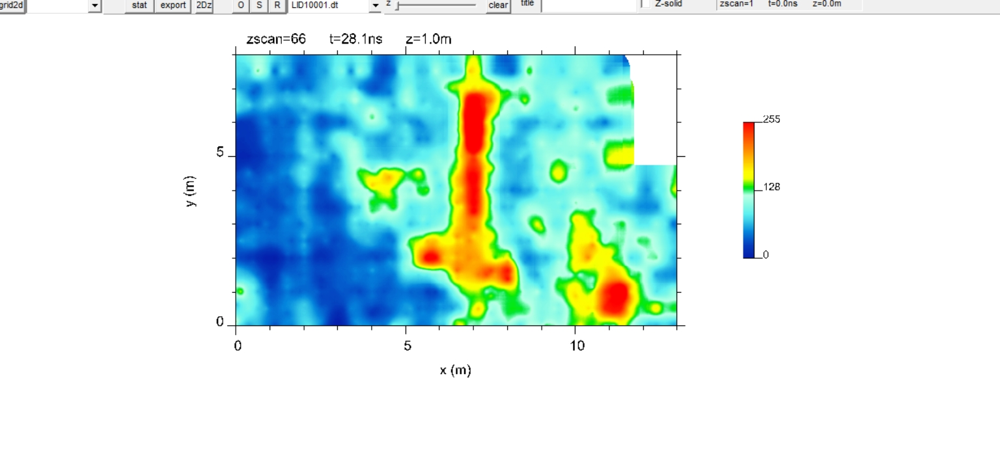 grid2d stat export 2Dz O S R LID10001.dt z clear title Z-solid zscan=1 t=0.0ns z=0.0m
zscan=66 t=28.1ns z=1.0m
255
5
128
y (m)
0
0
0 5 10
x (m)